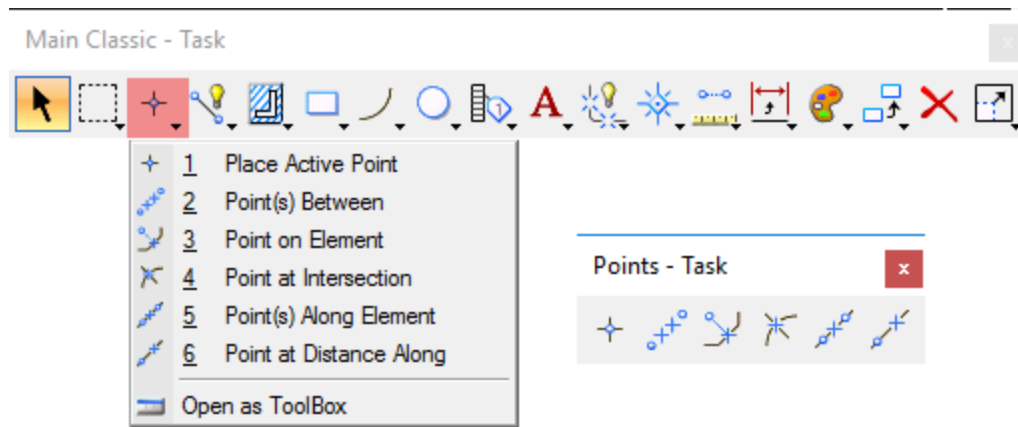 Main Classic - Task
x
1
A
1 Place Active Point
2 Point(s) Between
3 Point on Element
4 Point at Intersection
5 Point(s) Along Element
6 Point at Distance Along
Open as ToolBox
Points - Task
x